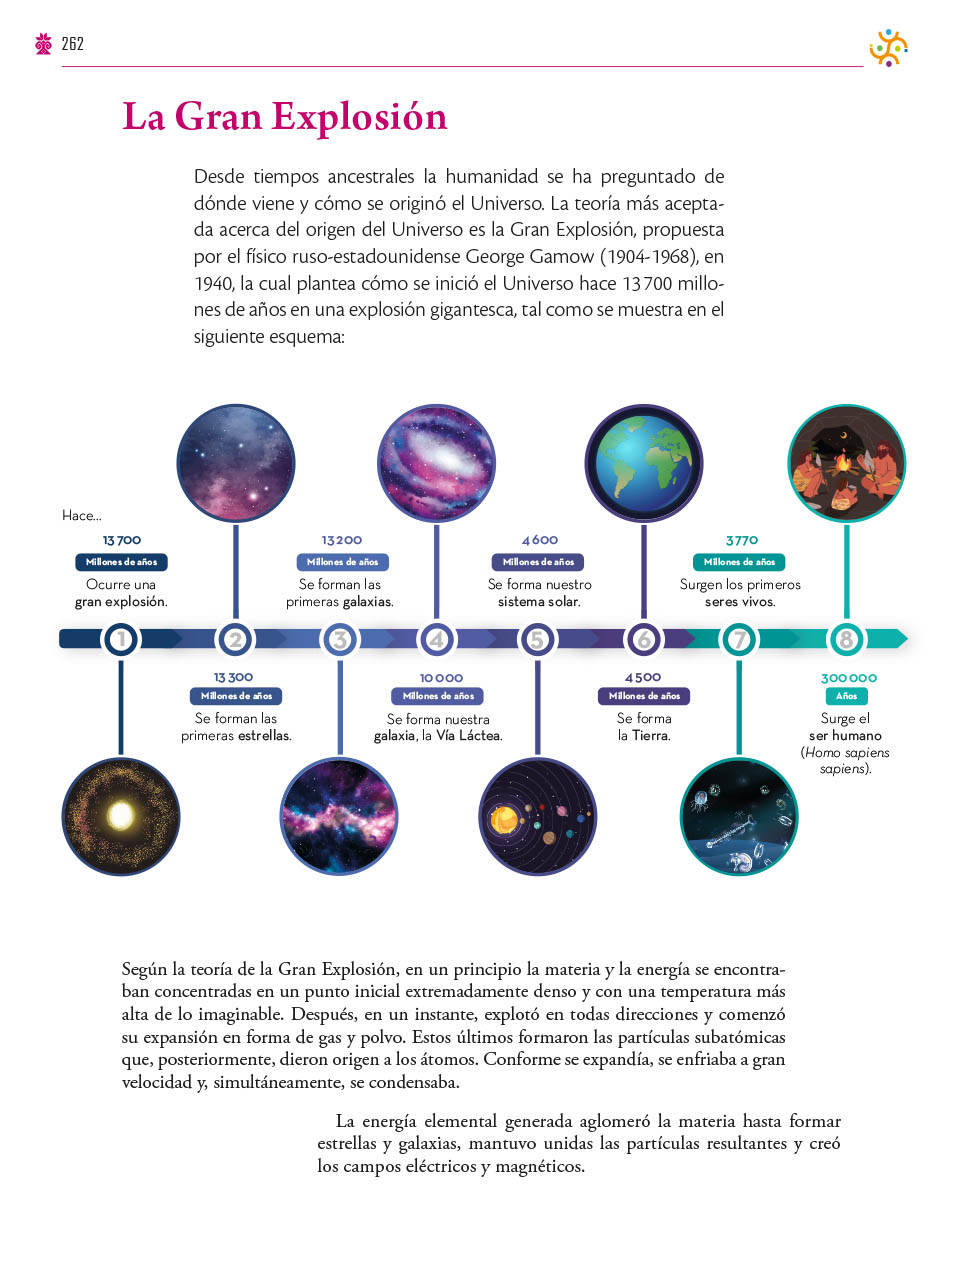 262
La Gran Explosión
Desde tiempos ancestrales la humanidad se ha preguntado de
dónde viene y cómo se originó el Universo. La teoría más acepta-
da acerca del origen del Universo es la Gran Explosión, propuesta
por el físico ruso-estadounidense George Gamow (1904-1968), en
1940, la cual plantea cómo se inició el Universo hace 13 700 millo-
nes de años en una explosión gigantesca, tal como se muestra en el
siguiente esquema:
Hace...
13 700
Millones de años
Ocurre una
gran explosión.
13 200
Millones de años
Se forman las
primeras galaxias.
4 600
Millones de años
Se forma nuestro
sistema solar.
3 770
Millones de años
Surgen los primeros
seres vivos.
1 2 3 4 5 6 7 8
13 300
Millones de años
Se forman las
primeras estrellas.
10 000
Millones de años
Se forma nuestra
galaxia, la Vía Láctea.
4 500
Millones de años
Se forma
la Tierra.
300 000
Años
Surge el
ser humano
(Homo sapiens
sapiens).
Según la teoría de la Gran Explosión, en un principio la materia y la energía se encontra-
ban concentradas en un punto inicial extremadamente denso y con una temperatura más
alta de lo imaginable. Después, en un instante, explotó en todas direcciones y comenzó
su expansión en forma de gas y polvo. Estos últimos formaron las partículas subatómicas
que, posteriormente, dieron origen a los átomos. Conforme se expandía, se enfriaba a gran
velocidad y, simultáneamente, se condensaba.
La energía elemental generada aglomeró la materia hasta formar
estrellas y galaxias, mantuvo unidas las partículas resultantes y creó
los campos eléctricos y magnéticos.